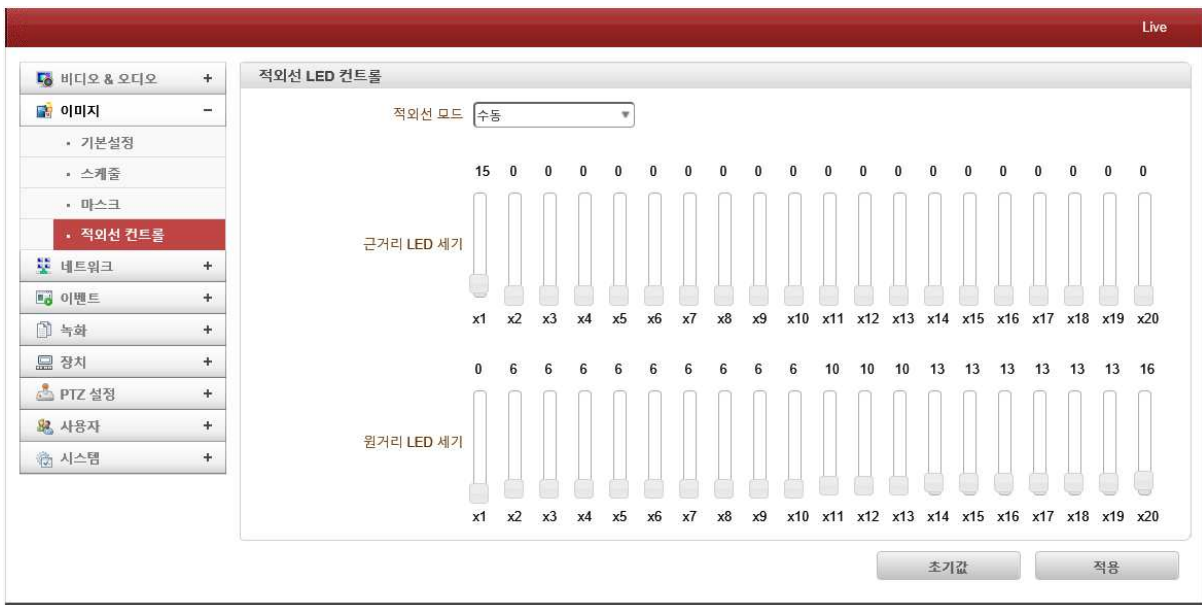 Live
비디오 & 오디오 +
이미지 −
기본설정
스케줄
마스크
적외선 컨트롤
네트워크 +
이벤트 +
녹화 +
장치 +
PTZ 설정 +
사용자 +
시스템 +
적외선 LED 컨트롤
적외선 모드 수동
15 0 0 0 0 0 0 0 0 0 0 0 0 0 0 0 0 0 0 0
근거리 LED 세기
x1 x2 x3 x4 x5 x6 x7 x8 x9 x10 x11 x12 x13 x14 x15 x16 x17 x18 x19 x20
0 6 6 6 6 6 6 6 6 6 10 10 10 13 13 13 13 13 13 16
원거리 LED 세기
x1 x2 x3 x4 x5 x6 x7 x8 x9 x10 x11 x12 x13 x14 x15 x16 x17 x18 x19 x20
초기값 적용